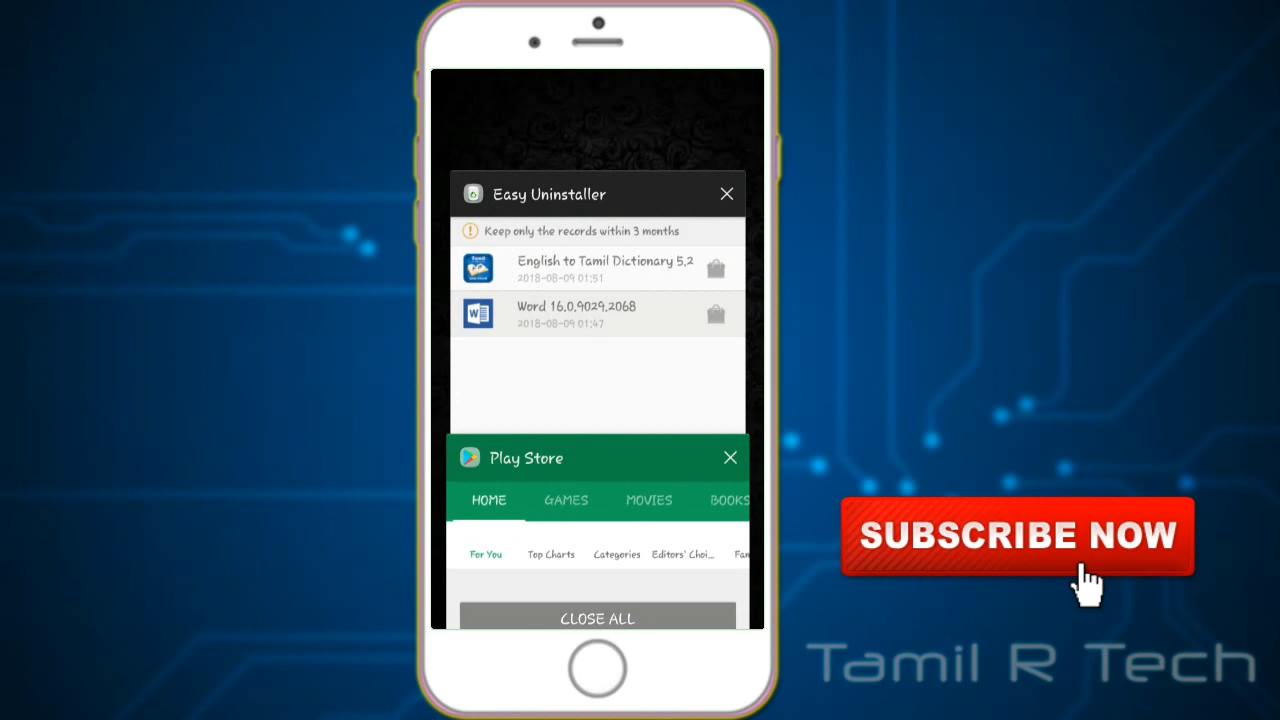 Easy Uninstaller
Keep only the records within 3 months
English to Tamil Dictionary 5.2
2018-08-09 01:51
Word 16.0.9029.2068
2018-08-09 01:47
Play Store
HOME GAMES MOVIES BOOKS
For You Top Charts Categories Editors' Choi... Fan
CLOSE ALL
SUBSCRIBE NOW
Tamil R Tech